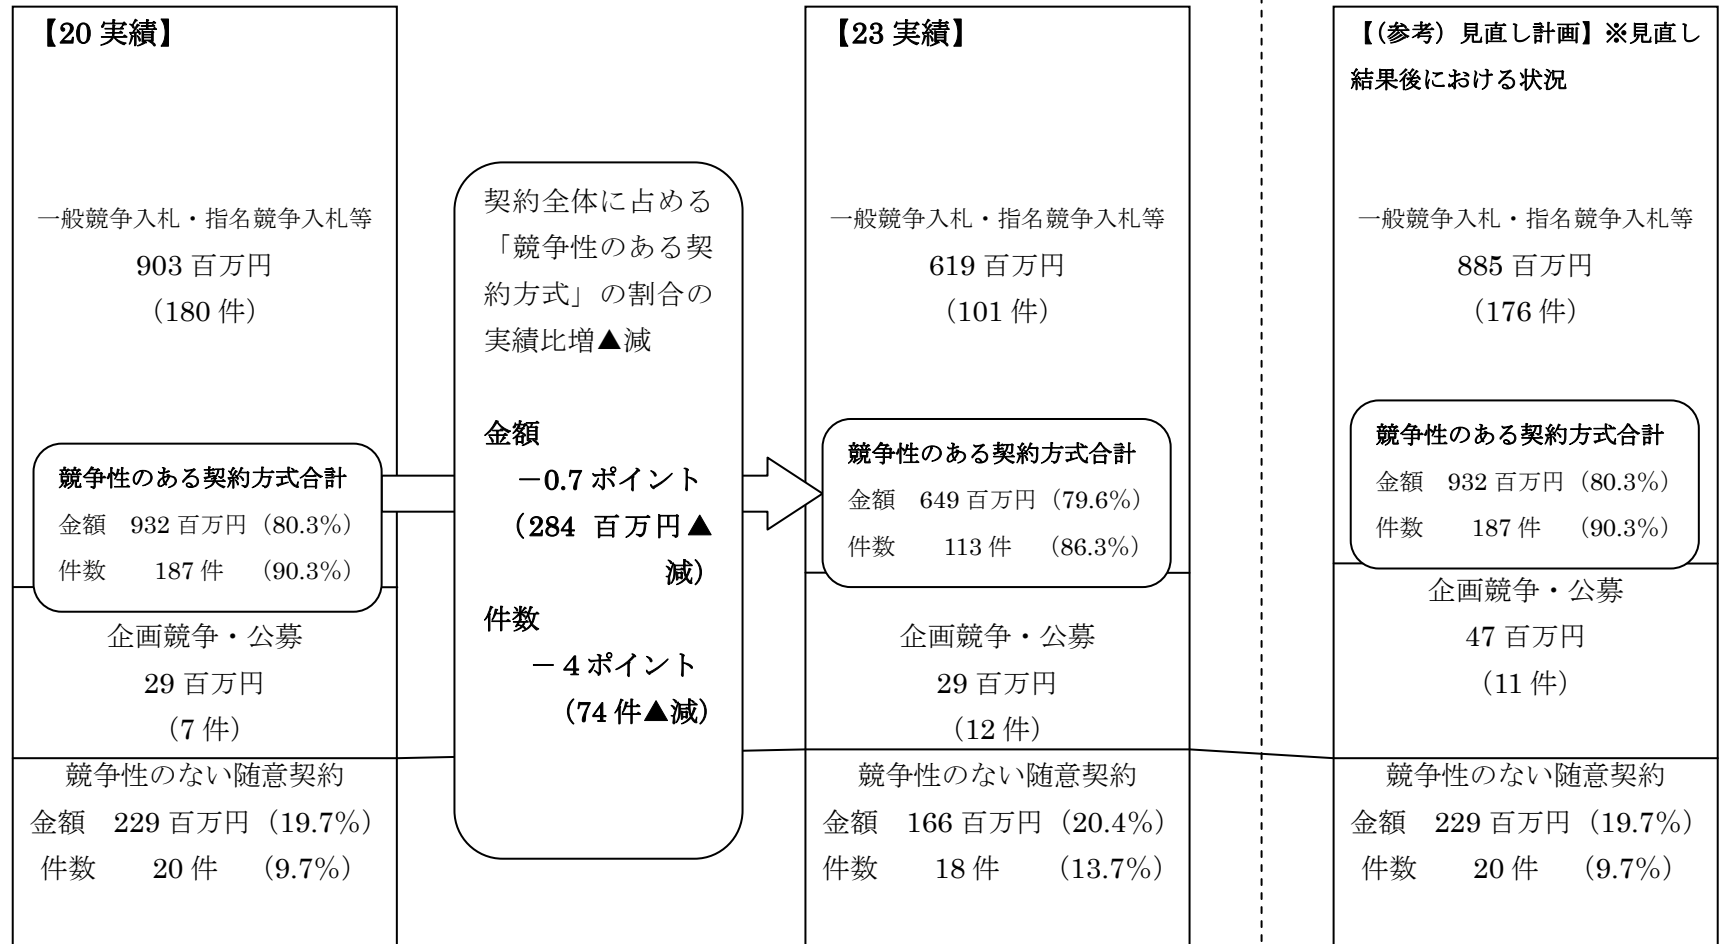 【20 実績】
一般競争入札・指名競争入札等
903 百万円
（180 件）
競争性のある契約方式合計
金額　932 百万円（80.3%）
件数　187 件　（90.3%）
企画競争・公募
29 百万円
（7 件）
競争性のない随意契約
金額　229 百万円（19.7%）
件数　20 件　（9.7%）
契約全体に占める
「競争性のある契
約方式」の割合の
実績比増▲減
金額
－0.7 ポイント
（284 百万円▲
減）
件数
－４ポイント
（74 件▲減）
【23 実績】
一般競争入札・指名競争入札等
619 百万円
（101 件）
競争性のある契約方式合計
金額　649 百万円（79.6%）
件数　113 件　（86.3%）
企画競争・公募
29 百万円
（12 件）
競争性のない随意契約
金額　166 百万円（20.4%）
件数　18 件　（13.7%）
【（参考）見直し計画】※見直し
結果後における状況
一般競争入札・指名競争入札等
885 百万円
（176 件）
競争性のある契約方式合計
金額　932 百万円（80.3%）
件数　187 件　（90.3%）
企画競争・公募
47 百万円
（11 件）
競争性のない随意契約
金額　229 百万円（19.7%）
件数　20 件　（9.7%）